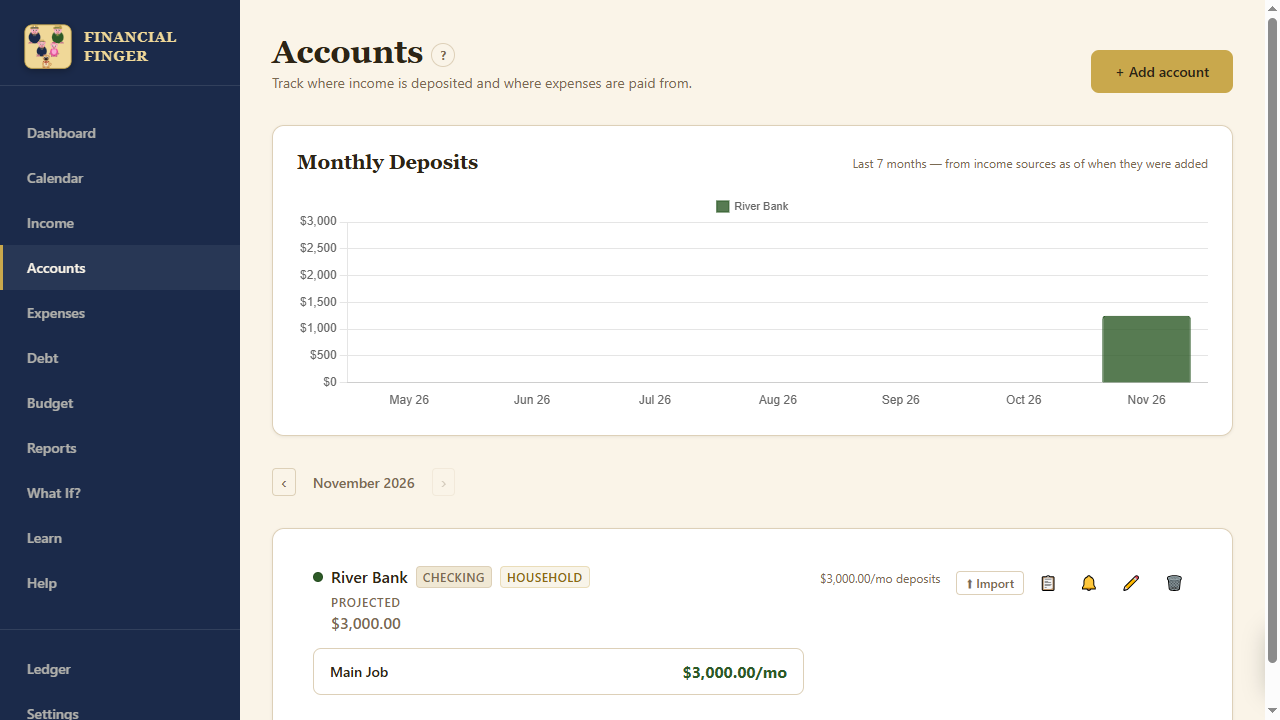 FINANCIAL
FINGER
Dashboard
Calendar
Income
Accounts
Expenses
Debt
Budget
Reports
What If?
Learn
Help
Ledger
Settings
Accounts ?
Track where income is deposited and where expenses are paid from.
+ Add account
Monthly Deposits
Last 7 months — from income sources as of when they were added
River Bank
$3,000
$2,500
$2,000
$1,500
$1,000
$500
$0
May 26 Jun 26 Jul 26 Aug 26 Sep 26 Oct 26 Nov 26
‹ November 2026 ›
River Bank CHECKING HOUSEHOLD
$3,000.00/mo deposits
⬆ Import
PROJECTED
$3,000.00
Main Job $3,000.00/mo